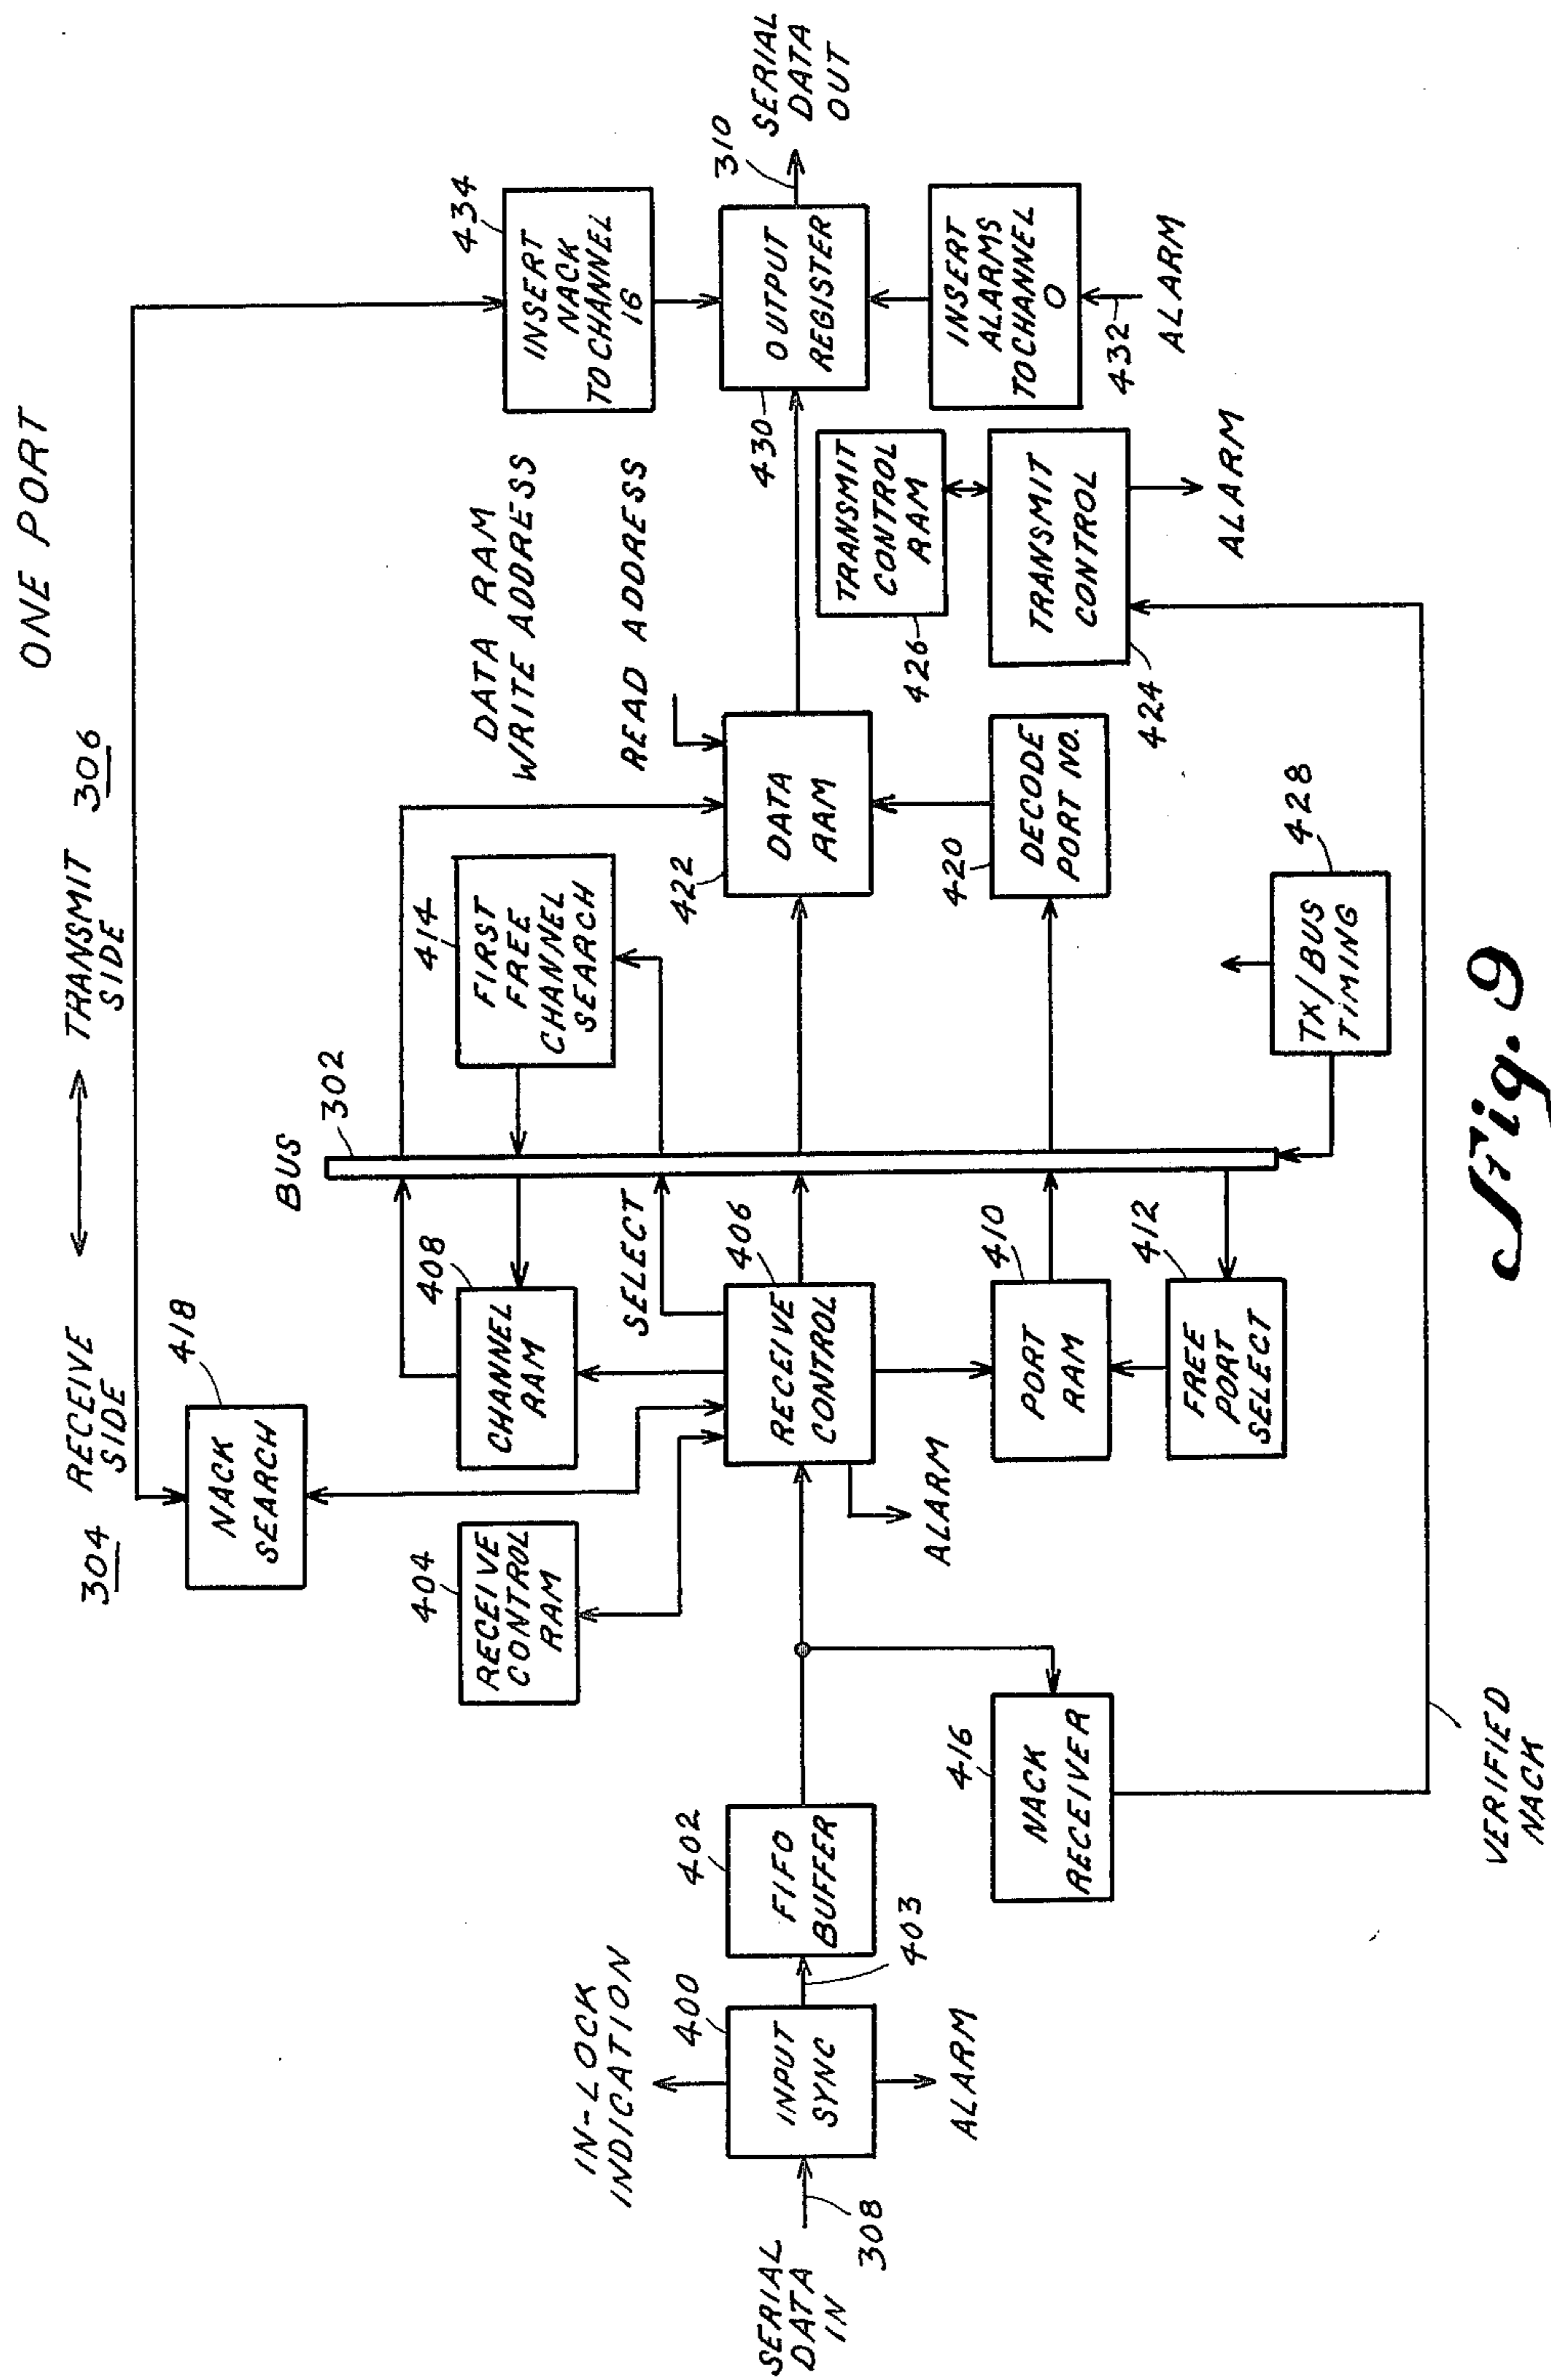 ONE PORT
304 RECEIVE
SIDE
TRANSMIT 306
SIDE
418
NACK
SEARCH
434
INSERT
NACK
TO CHANNEL
16
BUS
302
404
RECEIVE
CONTROL
RAM
408
CHANNEL
RAM
414
FIRST
FREE
CHANNEL
SEARCH
DATA RAM
WRITE ADDRESS
READ ADDRESS
SELECT
IN-LOCK
INDICATION
SERIAL
DATA
IN
308
400
INPUT
SYNC
ALARM
403
402
FIFO
BUFFER
406
RECEIVE
CONTROL
ALARM
422
DATA
RAM
430
OUTPUT
REGISTER
310
SERIAL
DATA
OUT
416
NACK
RECEIVER
410
PORT
RAM
420
DECODE
PORT NO.
426
TRANSMIT
CONTROL
RAM
424
TRANSMIT
CONTROL
ALARM
INSERT
ALARMS
TO CHANNEL
0
432
ALARM
412
FREE
PORT
SELECT
428
TX/BUS
TIMING
VERIFIED
NACK
Fig. 9